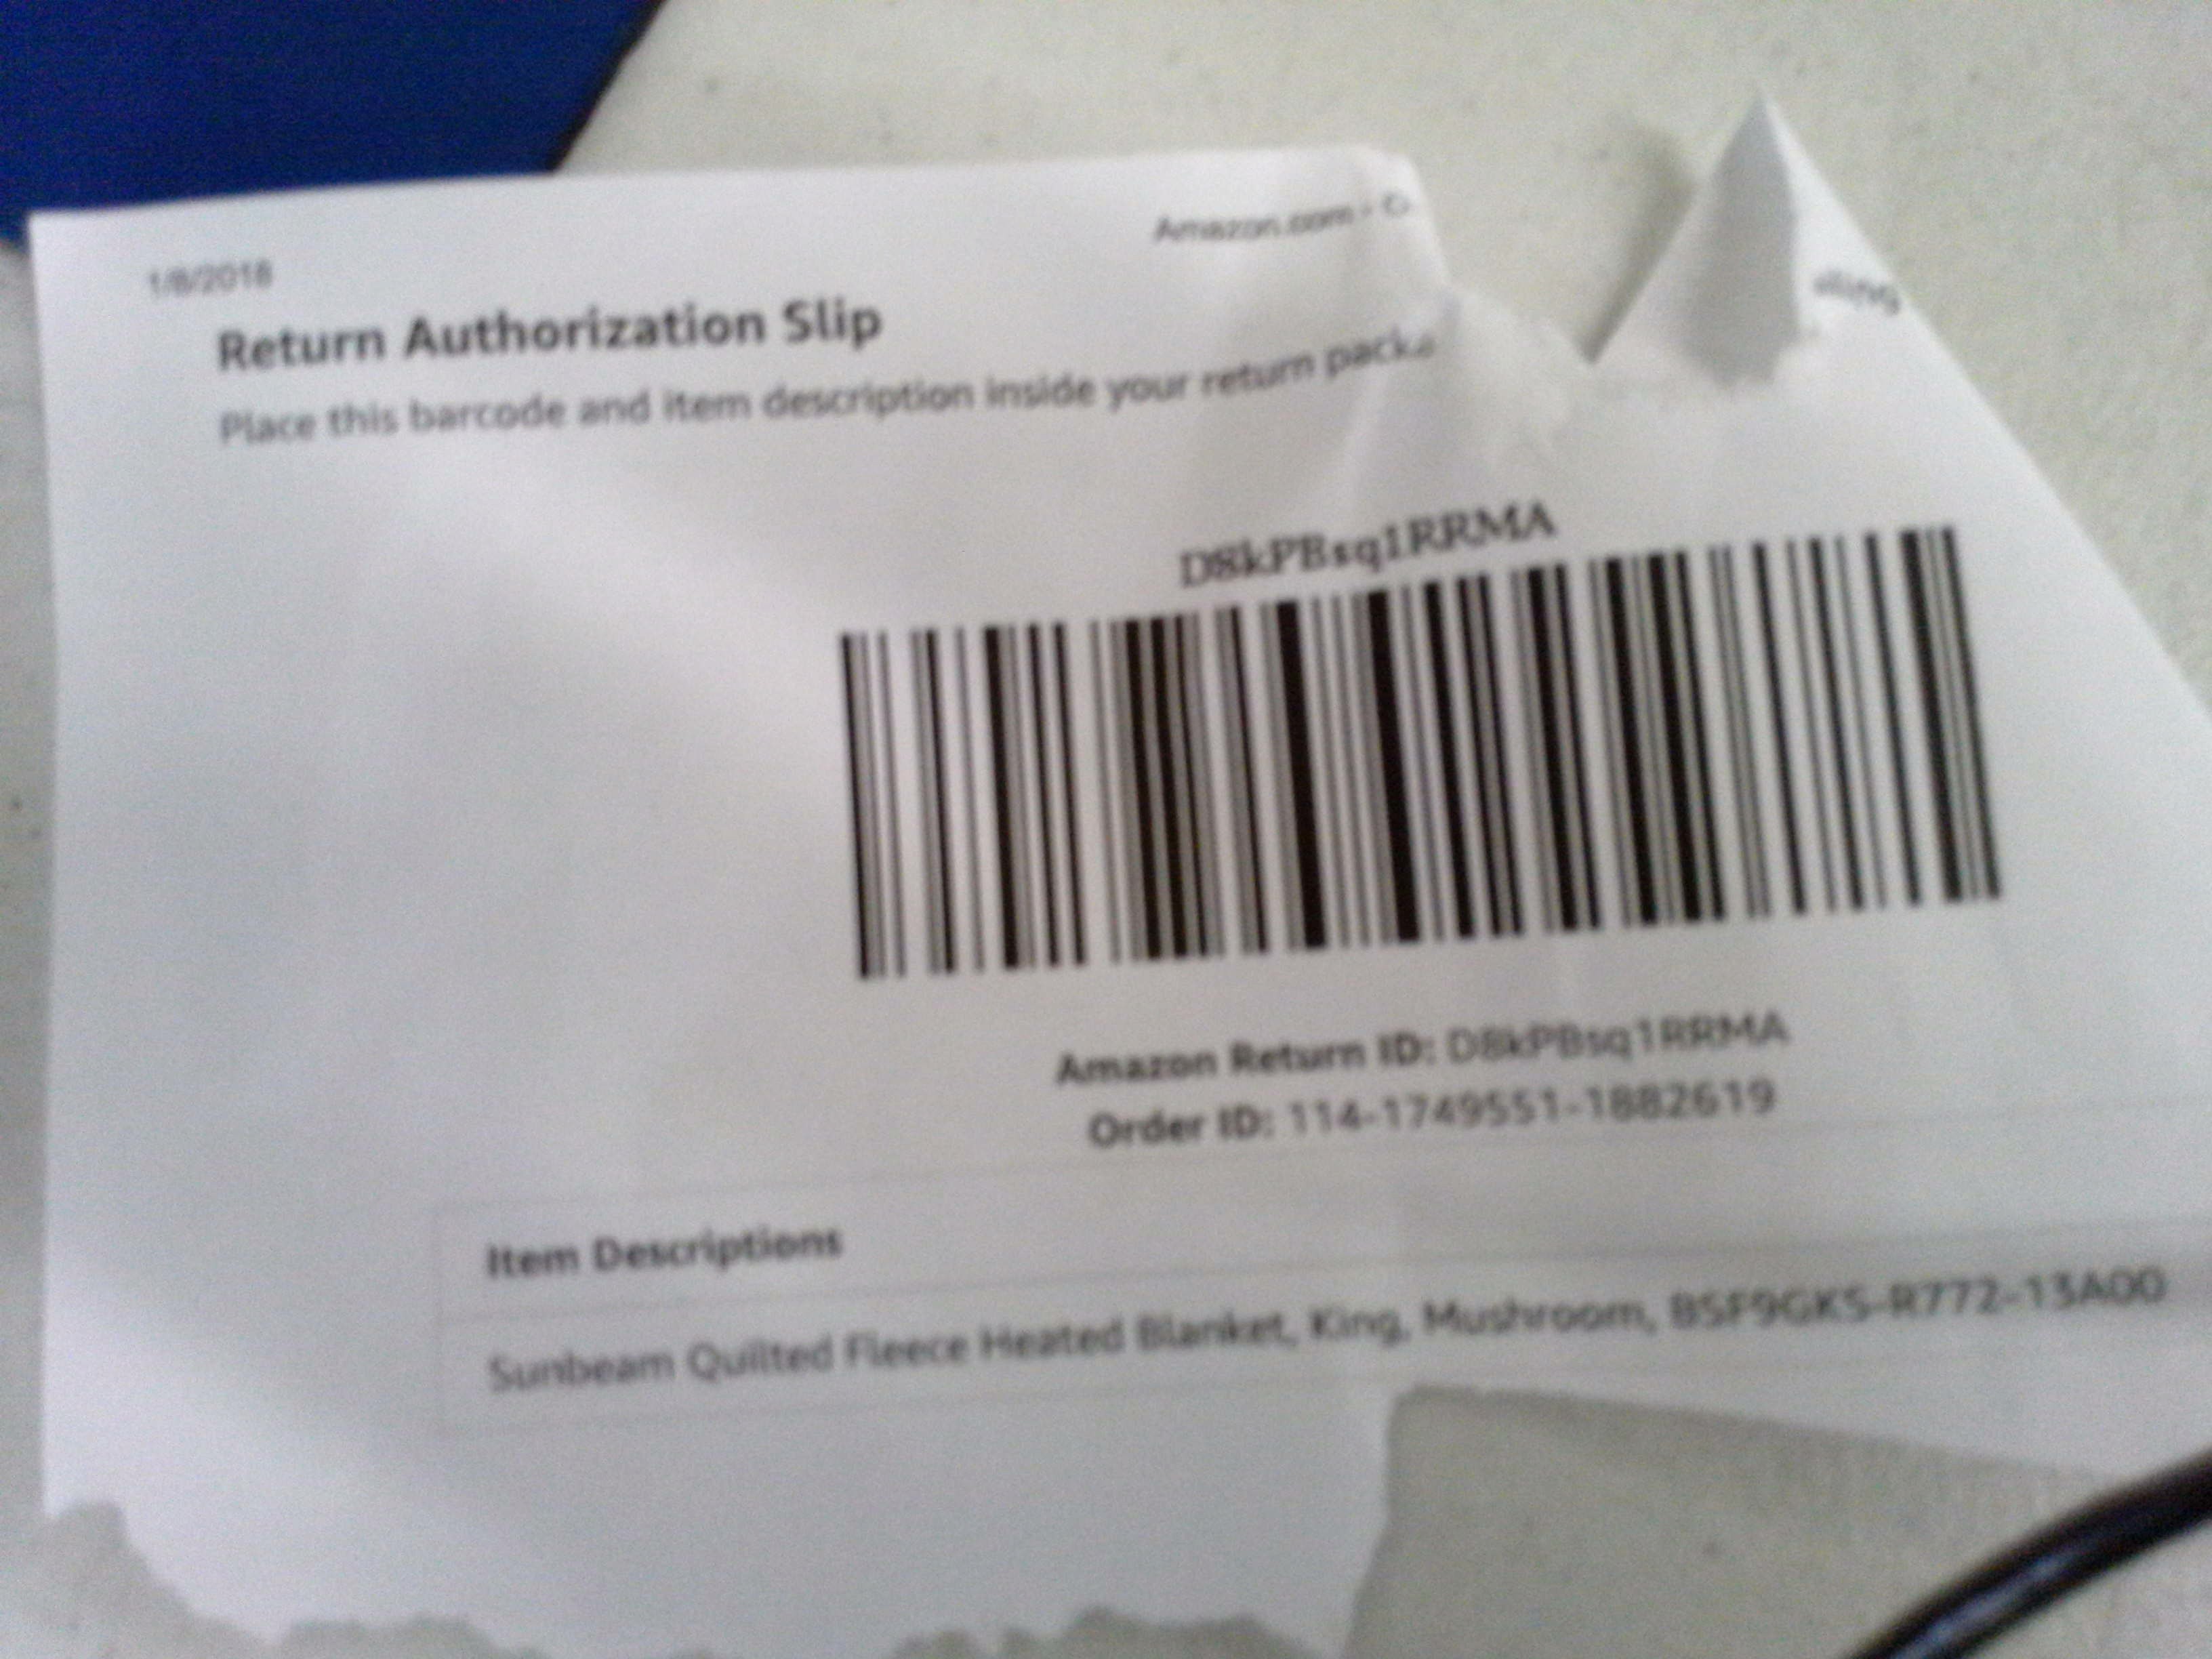 1/8/2018
Amazon.com -
Return Authorization Slip
Place this barcode and item description inside your return packa
D8kPBsq1RRMA
Amazon Return ID: D8kPBsq1RRMA
Order ID: 114-1749551-1882619
Item Descriptions
Sunbeam Quilted Fleece Heated Blanket, King, Mushroom, BSF9GKS-R772-13A00